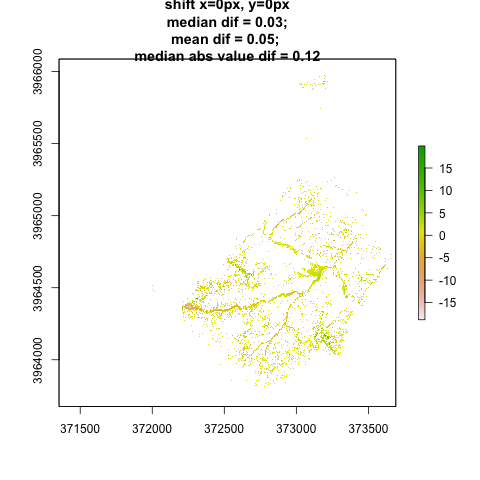 shift x=0px, y=0px
median dif = 0.03;
mean dif = 0.05;
median abs value dif = 0.12
3966000
3965500
3965000
3964500
3964000
371500 372000 372500 373000 373500
15
10
5
0
-5
-10
-15